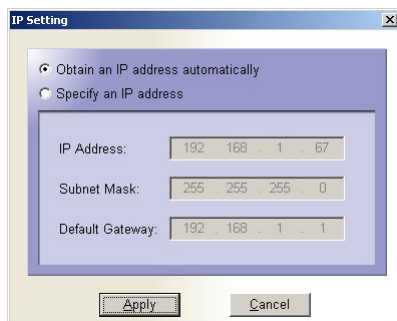 IP Setting
Obtain an IP address automatically
Specify an IP address
IP Address: 192 . 168 . 1 . 67
Subnet Mask: 255 . 255 . 255 . 0
Default Gateway: 192 . 168 . 1 . 1
Apply Cancel